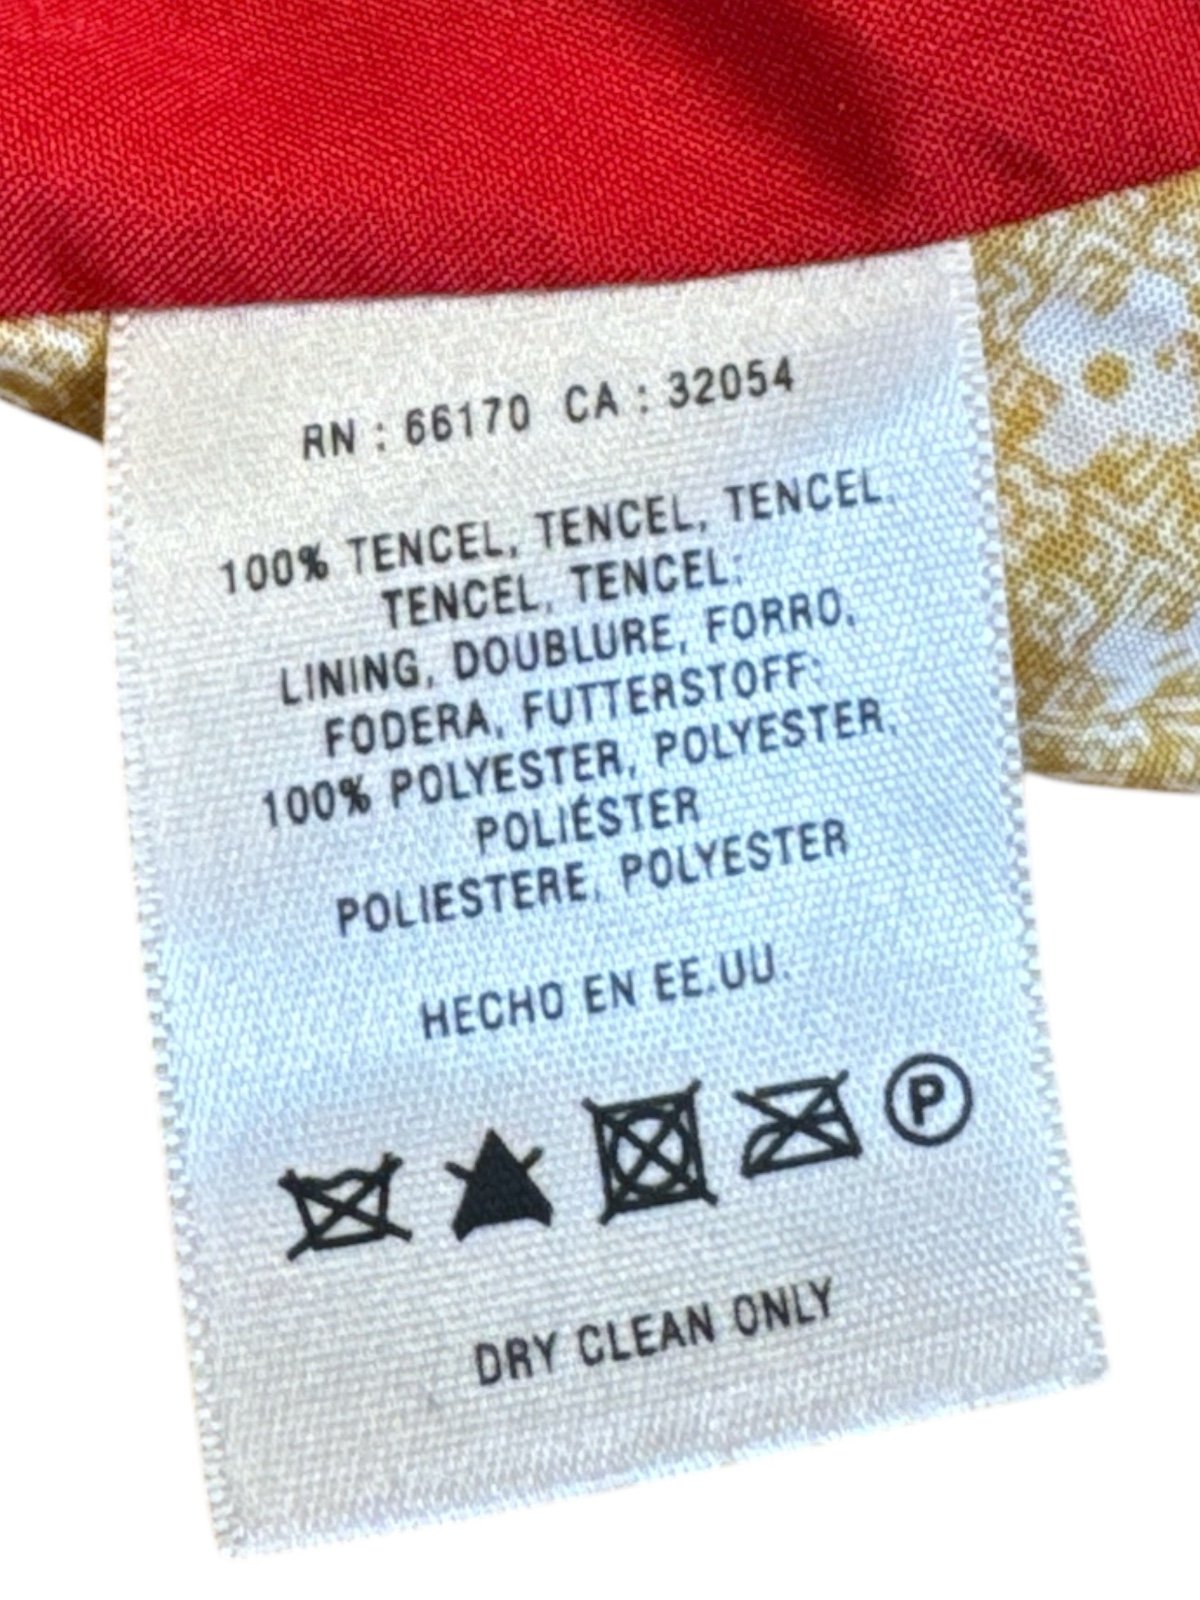 RN : 66170 CA : 32054
100% TENCEL, TENCEL, TENCEL,
TENCEL, TENCEL:
LINING, DOUBLURE, FORRO,
FODERA, FUTTERSTOFF:
100% POLYESTER, POLYESTER,
POLIÉSTER
POLIESTERE, POLYESTER
HECHO EN EE.UU.
P
DRY CLEAN ONLY